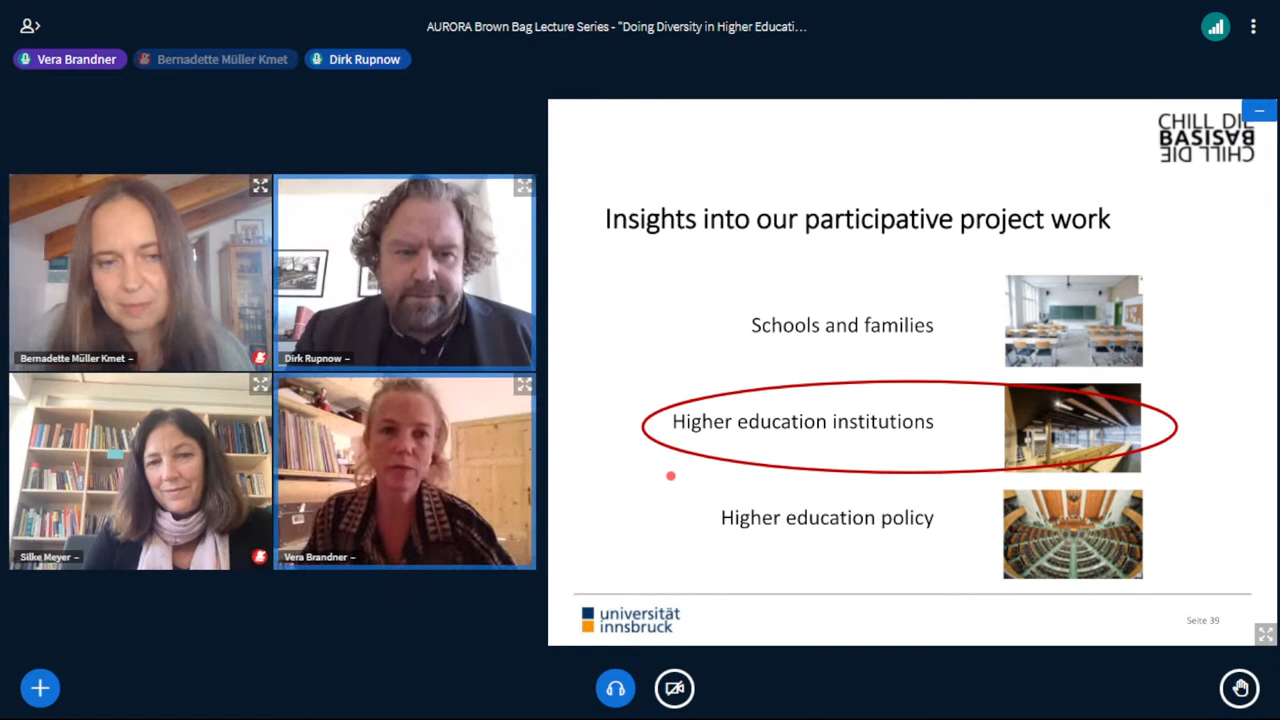 AURORA Brown Bag Lecture Series - "Doing Diversity in Higher Educati...
Vera Brandner
Bernadette Müller Kmet
Dirk Rupnow
Bernadette Müller Kmet
Dirk Rupnow
Silke Meyer
Vera Brandner
CHILL DIE
BASIS
CHILL DIE
Insights into our participative project work
Schools and families
Higher education institutions
Higher education policy
universität
innsbruck
Seite 39